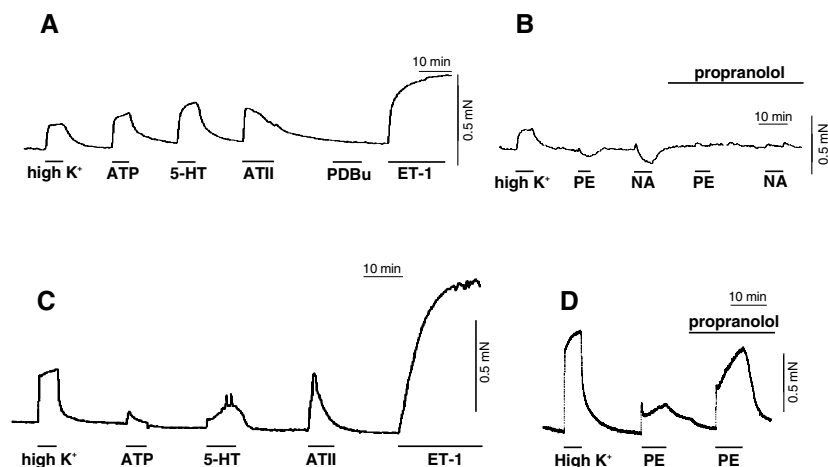 A
10 min
0.5 mN
high K⁺ ATP 5-HT ATII PDBu ET-1
B
propranolol
10 min
0.5 mN
high K⁺ PE NA PE NA
C
10 min
0.5 mN
high K⁺ ATP 5-HT ATII ET-1
D
10 min
propranolol
0.5 mN
High K⁺ PE PE